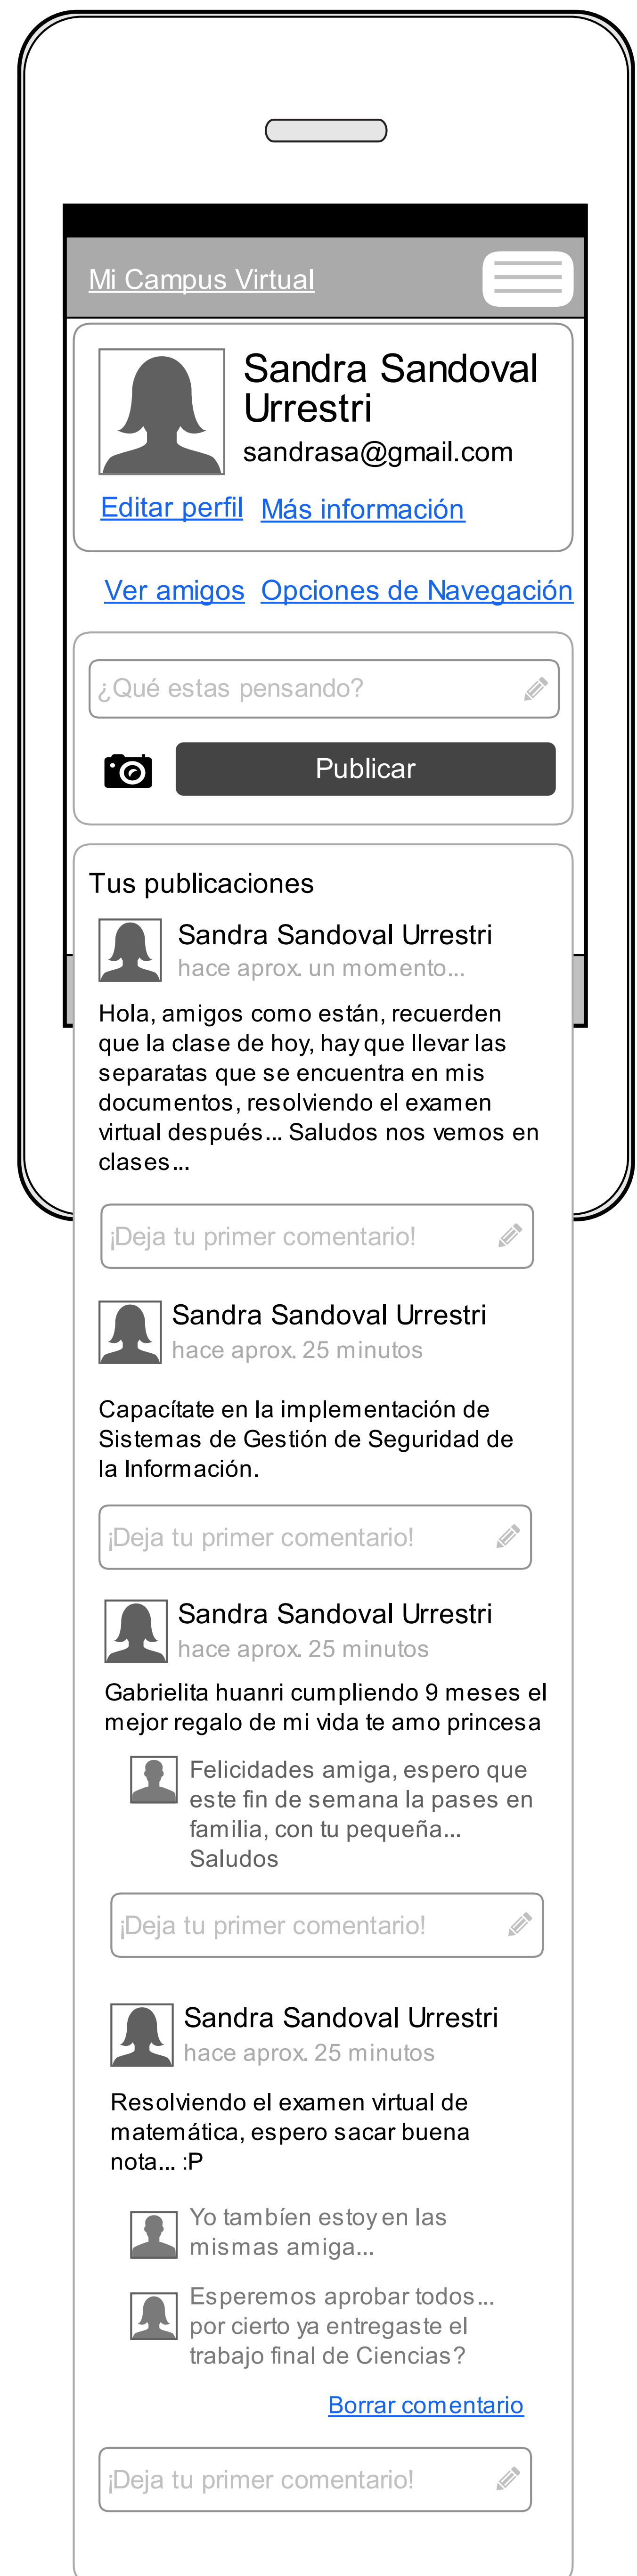 Mi Campus Virtual
Sandra Sandoval
Urrestri
sandrasa@gmail.com
Editar perfil Más información
Ver amigos Opciones de Navegación
¿Qué estas pensando?
Publicar
Tus publicaciones
Sandra Sandoval Urrestri
hace aprox. un momento...
Hola, amigos como están, recuerden
que la clase de hoy, hay que llevar las
separatas que se encuentra en mis
documentos, resolviendo el examen
virtual después... Saludos nos vemos en
clases...
¡Deja tu primer comentario!
Sandra Sandoval Urrestri
hace aprox. 25 minutos
Capacítate en la implementación de
Sistemas de Gestión de Seguridad de
la Información.
¡Deja tu primer comentario!
Sandra Sandoval Urrestri
hace aprox. 25 minutos
Gabrielita huanri cumpliendo 9 meses el
mejor regalo de mi vida te amo princesa
Felicidades amiga, espero que
este fin de semana la pases en
familia, con tu pequeña...
Saludos
¡Deja tu primer comentario!
Sandra Sandoval Urrestri
hace aprox. 25 minutos
Resolviendo el examen virtual de
matemática, espero sacar buena
nota... :P
Yo tambíen estoy en las
mismas amiga...
Esperemos aprobar todos...
por cierto ya entregaste el
trabajo final de Ciencias?
Borrar comentario
¡Deja tu primer comentario!